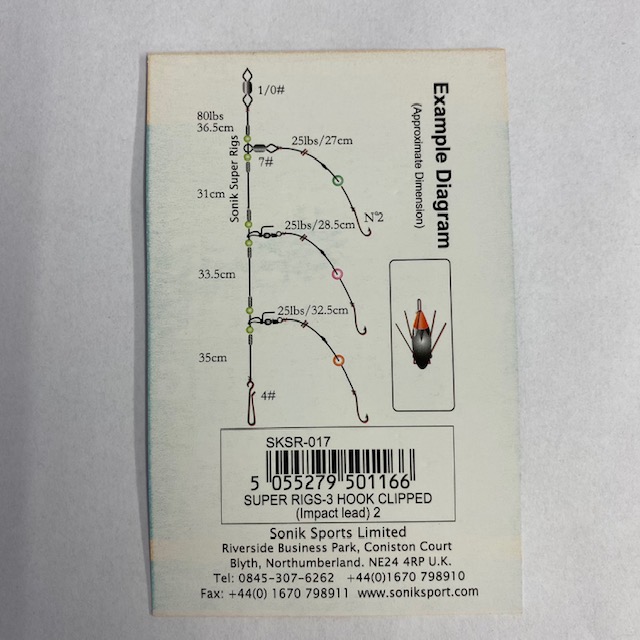 Example Diagram
(Approximate Dimension)
1/0#
80lbs
36.5cm
Sonik Super Rigs
25lbs/27cm
7#
31cm
Nº2
25lbs/28.5cm
33.5cm
25lbs/32.5cm
35cm
4#
SKSR-017
5 055279 501166
SUPER RIGS-3 HOOK CLIPPED
(Impact lead) 2
Sonik Sports Limited
Riverside Business Park, Coniston Court
Blyth, Northumberland. NE24 4RP U.K.
Tel: 0845-307-6262 +44(0)1670 798910
Fax: +44(0) 1670 798911 www.soniksport.com